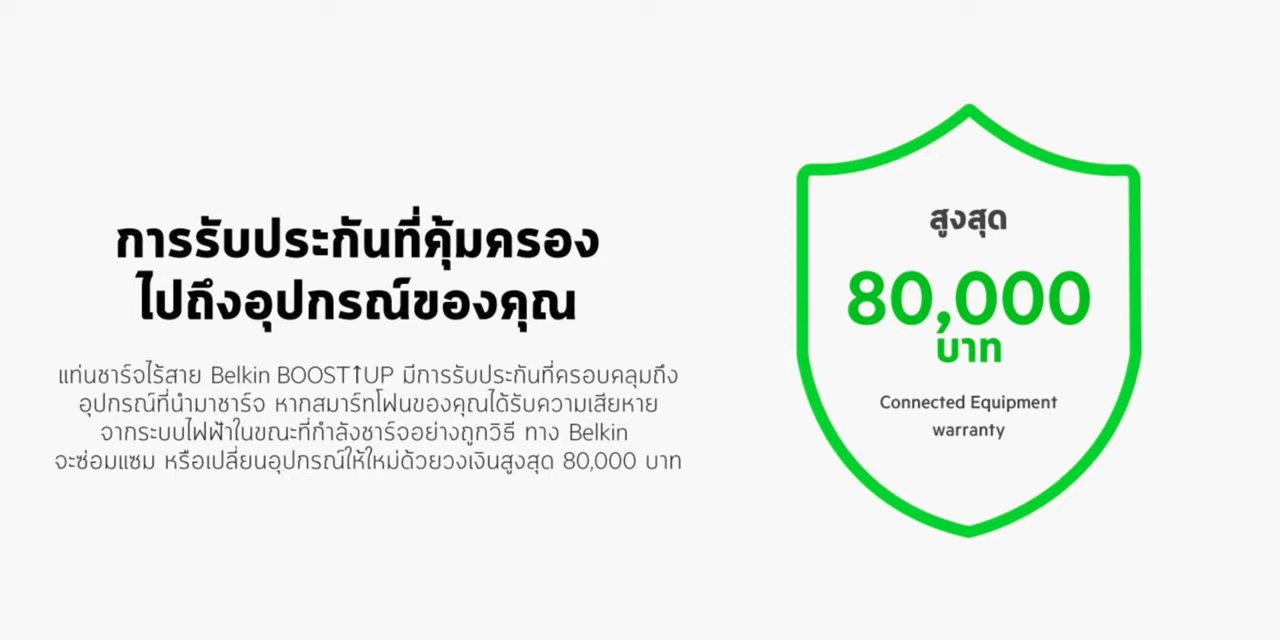 การรับประกันที่คุ้มครอง
ไปถึงอุปกรณ์ของคุณ
แท่นชาร์จไร้สาย Belkin BOOST↑UP มีการรับประกันที่ครอบคลุมถึง
อุปกรณ์ที่นำมาชาร์จ หากสมาร์ทโฟนของคุณได้รับความเสียหาย
จากระบบไฟฟ้าในขณะที่กำลังชาร์จอย่างถูกวิธี ทาง Belkin
จะซ่อมแซม หรือเปลี่ยนอุปกรณ์ให้ใหม่ด้วยวงเงินสูงสุด 80,000 บาท
สูงสุด
80,000
บาท
Connected Equipment
warranty